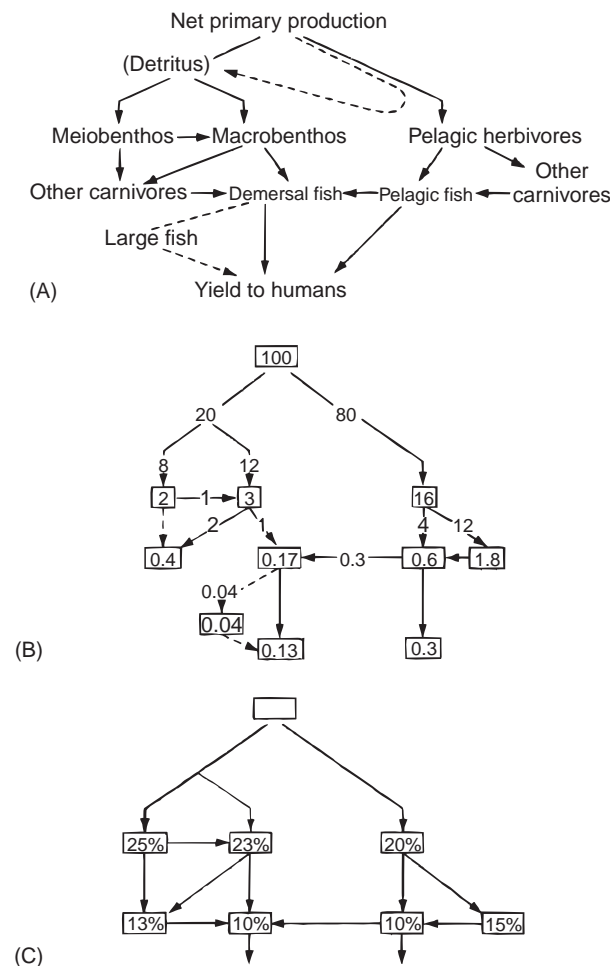 Net primary production
(Detritus)
Meiobenthos Macrobenthos Pelagic herbivores
Other carnivores Demersal fish Pelagic fish Other carnivores
Large fish
Yield to humans
(A)
100
20 80
8 12
2 1 3 16
2 1 4 12
0.4 0.17 0.3 0.6 1.8
0.04
0.04
0.13 0.3
(B)
25% 23% 20%
13% 10% 10% 15%
(C)